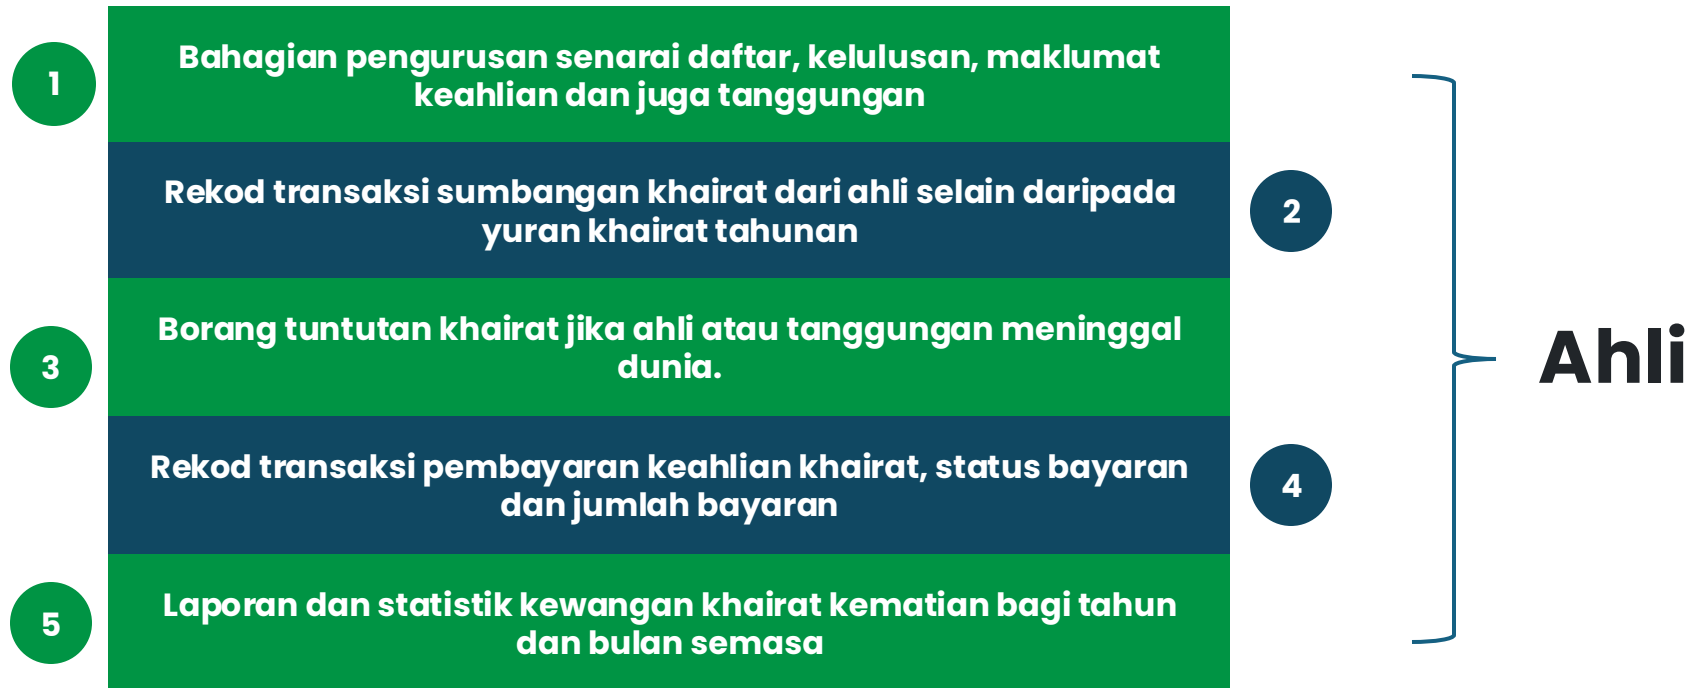 1
Bahagian pengurusan senarai daftar, kelulusan, maklumat
keahlian dan juga tanggungan
Rekod transaksi sumbangan khairat dari ahli selain daripada
yuran khairat tahunan
2
3
Borang tuntutan khairat jika ahli atau tanggungan meninggal
dunia.
Rekod transaksi pembayaran keahlian khairat, status bayaran
dan jumlah bayaran
4
5
Laporan dan statistik kewangan khairat kematian bagi tahun
dan bulan semasa
Ahli